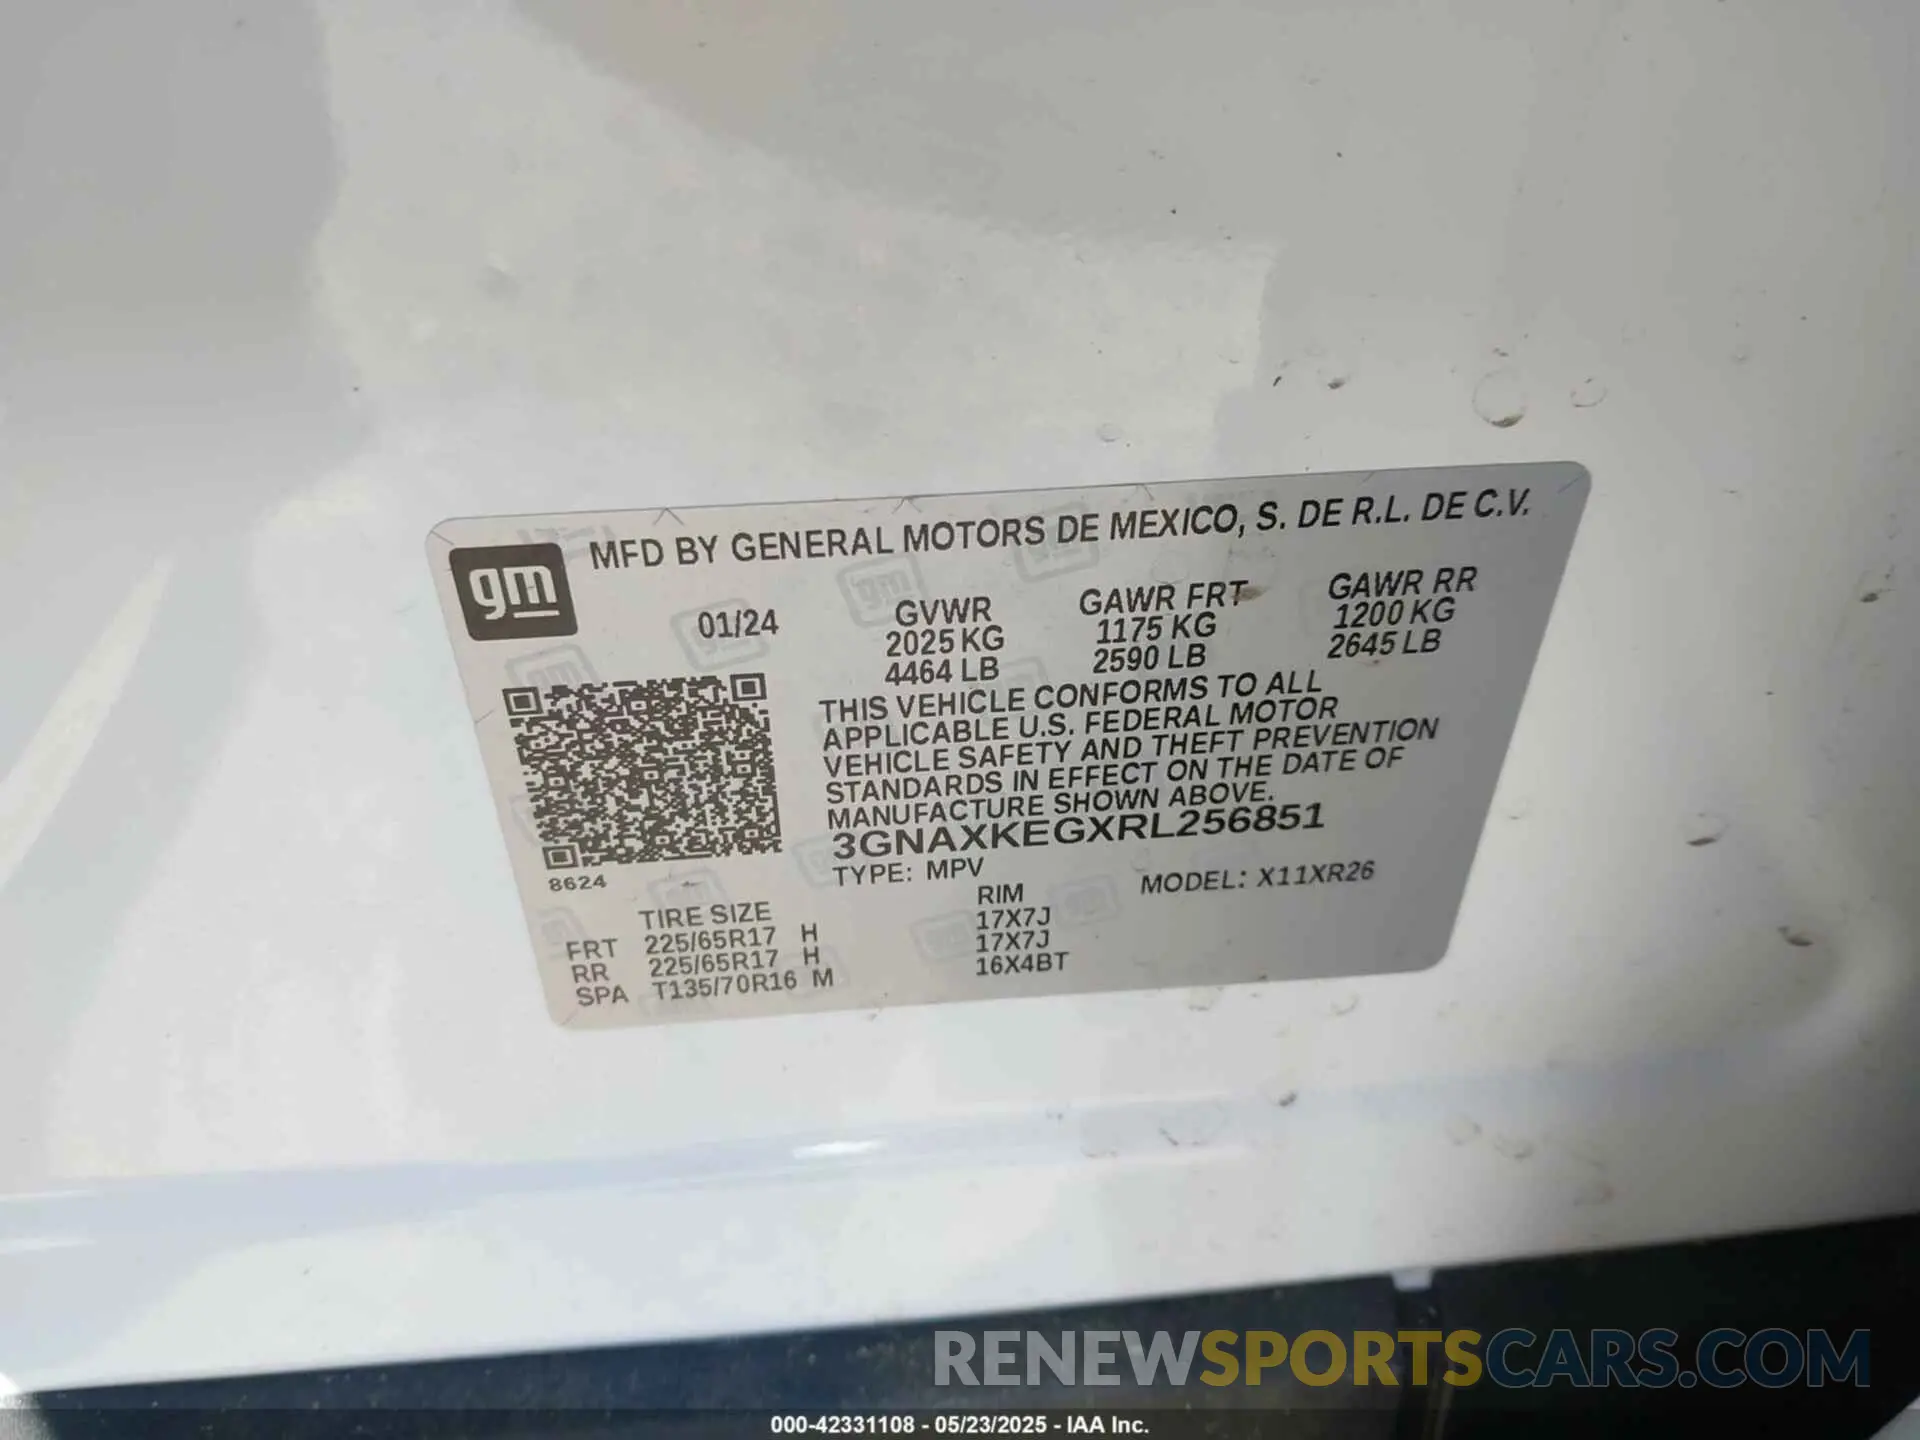 gm
MFD BY GENERAL MOTORS DE MEXICO, S. DE R.L. DE C.V.
01/24
GVWR GAWR FRT GAWR RR
2025 KG 1175 KG 1200 KG
4464 LB 2590 LB 2645 LB
THIS VEHICLE CONFORMS TO ALL
APPLICABLE U.S. FEDERAL MOTOR
VEHICLE SAFETY AND THEFT PREVENTION
STANDARDS IN EFFECT ON THE DATE OF
MANUFACTURE SHOWN ABOVE.
3GNAXKEGXRL256851
8624
TYPE: MPV MODEL: X11XR26
TIRE SIZE RIM
FRT 225/65R17 H 17X7J
RR 225/65R17 H 17X7J
SPA T135/70R16 M 16X4BT
RENEWSPORTSCARS.COM
000-42331108 - 05/23/2025 - IAA Inc.